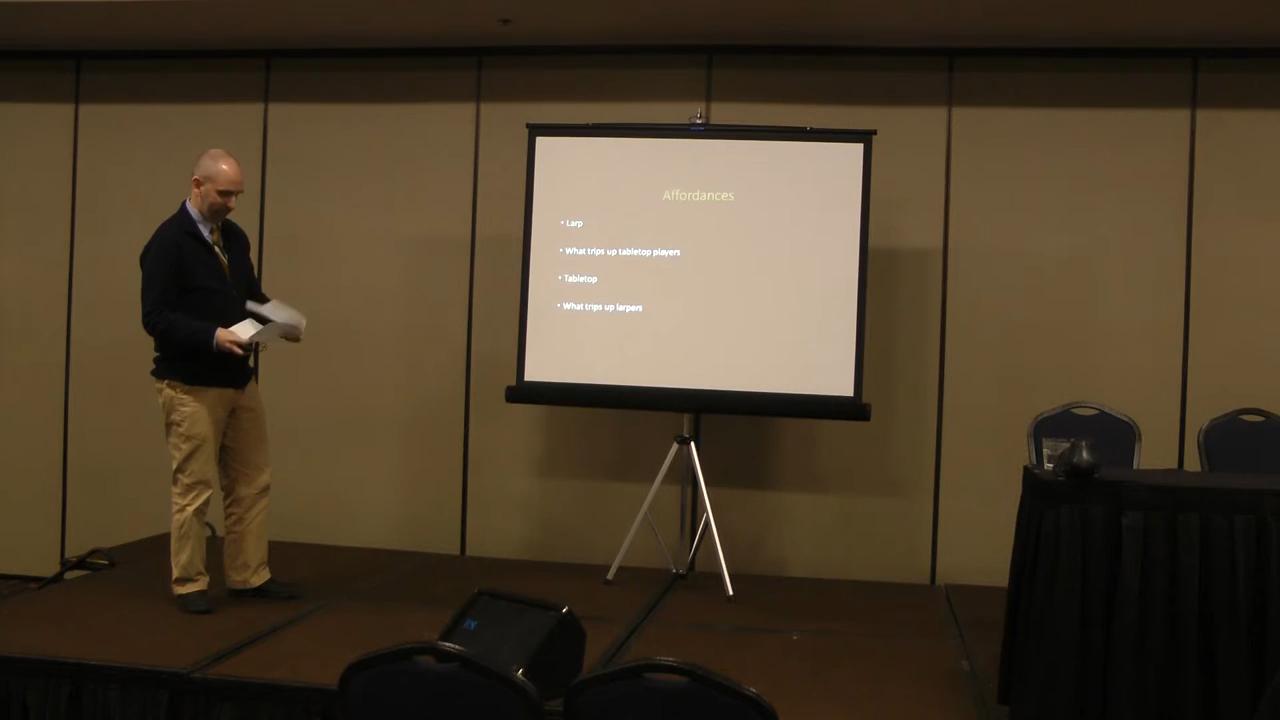 Affordances
• Larp
• What trips up tabletop players
• Tabletop
• What trips up larpers